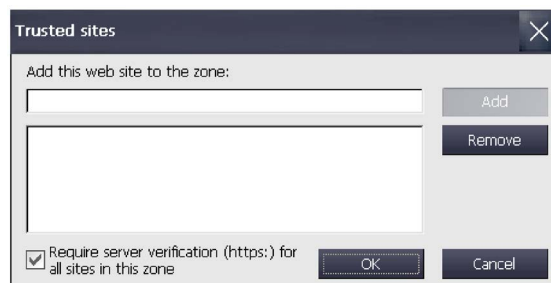 Trusted sites
Add this web site to the zone:
Add
Remove
Require server verification (https:) for
all sites in this zone
OK
Cancel